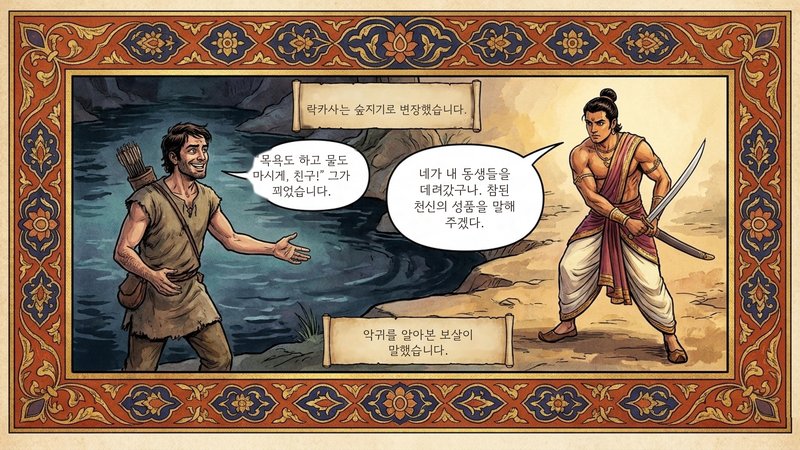 락카사는 숲지기로 변장했습니다.
"목욕도 하고 물도
마시게, 친구!" 그가
꾀었습니다.
네가 내 동생들을
데려갔구나. 참된
천신의 성품을 말해
주겠다.
악귀를 알아본 보살이
말했습니다.